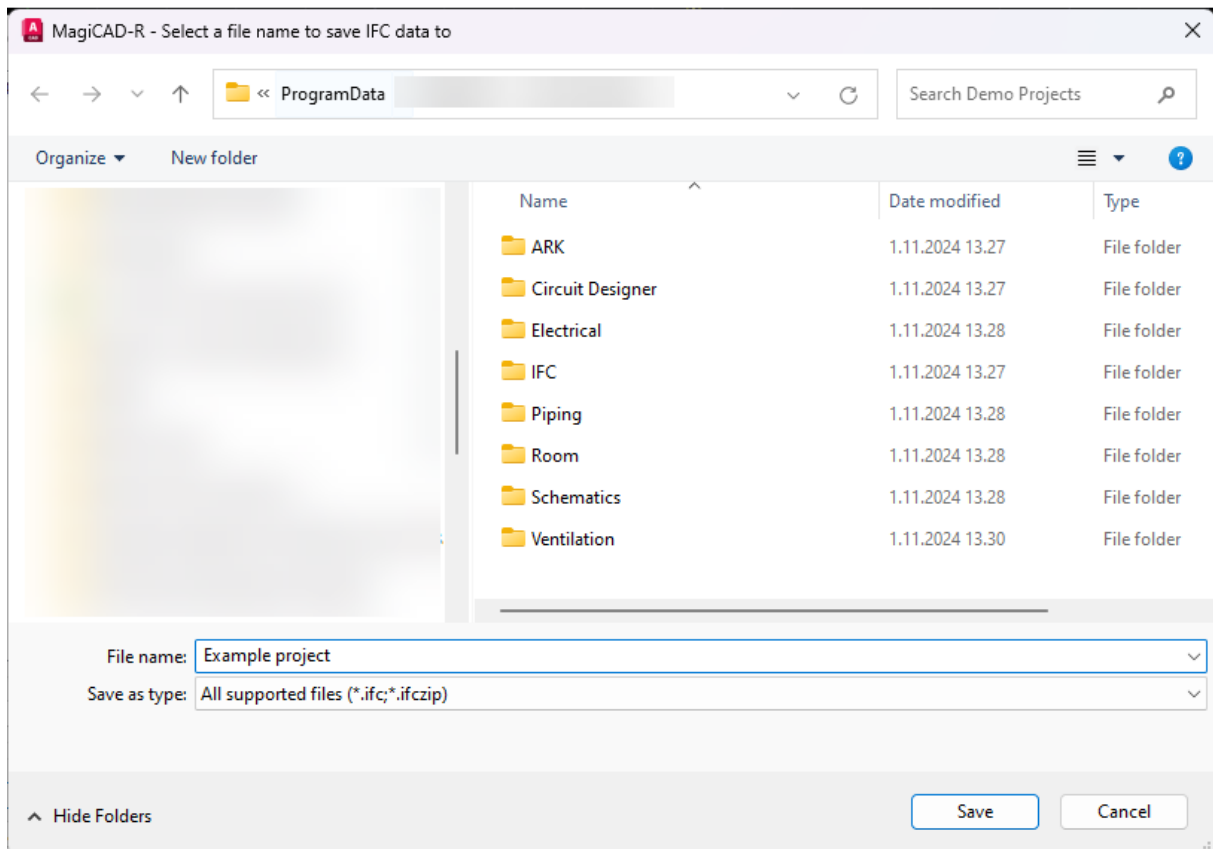 MagiCAD-R - Select a file name to save IFC data to
« ProgramData
Search Demo Projects
Organize
New folder
Name Date modified Type
ARK 1.11.2024 13.27 File folder
Circuit Designer 1.11.2024 13.27 File folder
Electrical 1.11.2024 13.28 File folder
IFC 1.11.2024 13.27 File folder
Piping 1.11.2024 13.28 File folder
Room 1.11.2024 13.28 File folder
Schematics 1.11.2024 13.28 File folder
Ventilation 1.11.2024 13.30 File folder
File name: Example project
Save as type: All supported files (*.ifc;*.ifczip)
Hide Folders
Save
Cancel